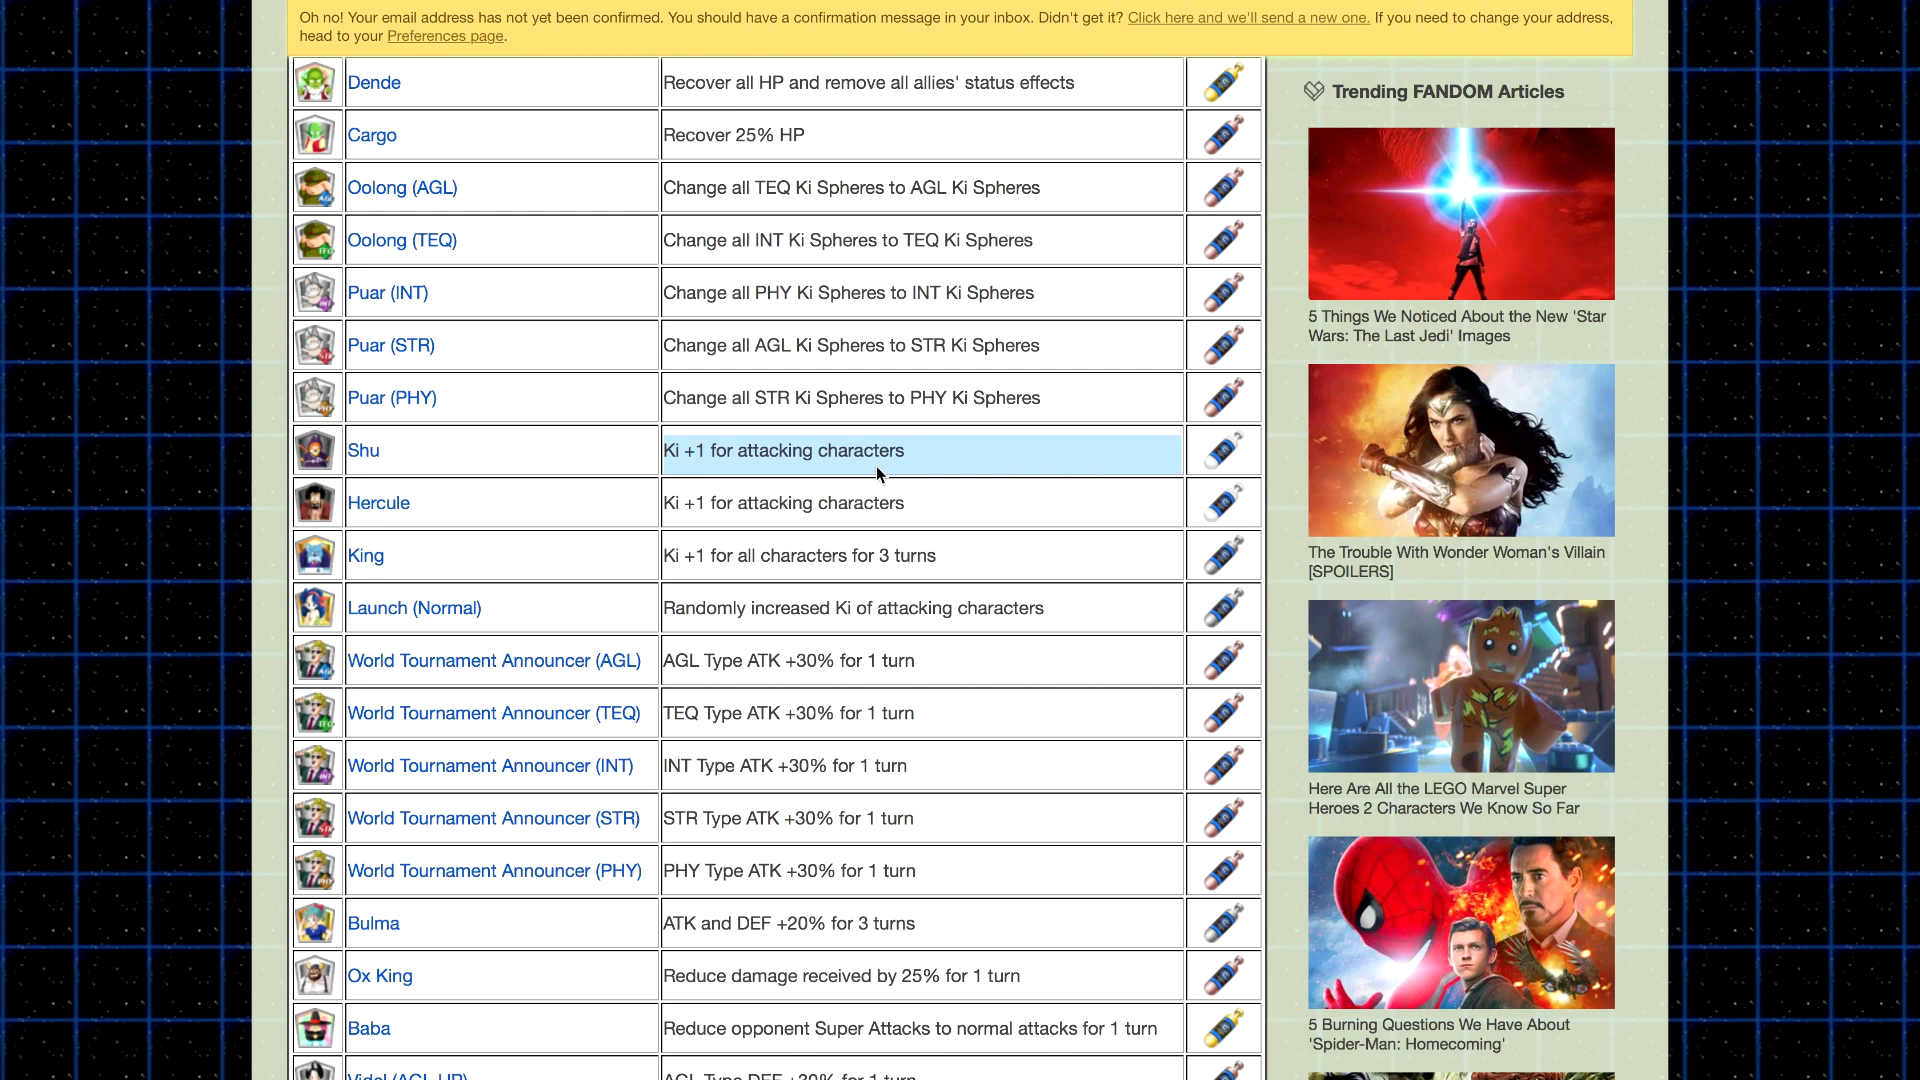 Oh no! Your email address has not yet been confirmed. You should have a confirmation message in your inbox. Didn't get it? Click here and we'll send a new one. If you need to change your address,
head to your Preferences page.
Dende Recover all HP and remove all allies' status effects
Cargo Recover 25% HP
Oolong (AGL) Change all TEQ Ki Spheres to AGL Ki Spheres
Oolong (TEQ) Change all INT Ki Spheres to TEQ Ki Spheres
Puar (INT) Change all PHY Ki Spheres to INT Ki Spheres
Puar (STR) Change all AGL Ki Spheres to STR Ki Spheres
Puar (PHY) Change all STR Ki Spheres to PHY Ki Spheres
Shu Ki +1 for attacking characters
Hercule Ki +1 for attacking characters
King Ki +1 for all characters for 3 turns
Launch (Normal) Randomly increased Ki of attacking characters
World Tournament Announcer (AGL) AGL Type ATK +30% for 1 turn
World Tournament Announcer (TEQ) TEQ Type ATK +30% for 1 turn
World Tournament Announcer (INT) INT Type ATK +30% for 1 turn
World Tournament Announcer (STR) STR Type ATK +30% for 1 turn
World Tournament Announcer (PHY) PHY Type ATK +30% for 1 turn
Bulma ATK and DEF +20% for 3 turns
Ox King Reduce damage received by 25% for 1 turn
Baba Reduce opponent Super Attacks to normal attacks for 1 turn
Videl (AGL UP) AGL Type DEF +30% for 1 turn
Trending FANDOM Articles
5 Things We Noticed About the New 'Star
Wars: The Last Jedi' Images
The Trouble With Wonder Woman's Villain
[SPOILERS]
Here Are All the LEGO Marvel Super
Heroes 2 Characters We Know So Far
5 Burning Questions We Have About
'Spider-Man: Homecoming'